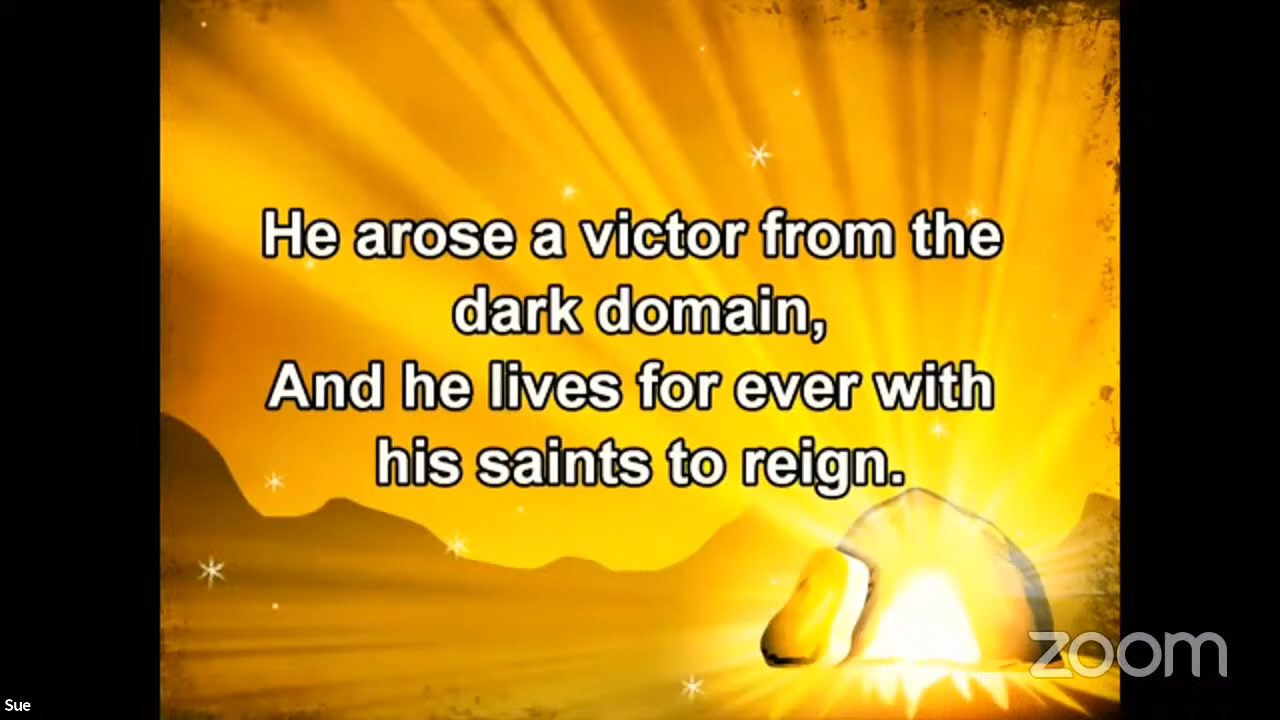 He arose a victor from the
dark domain,
And he lives for ever with
his saints to reign.
zoom
Sue